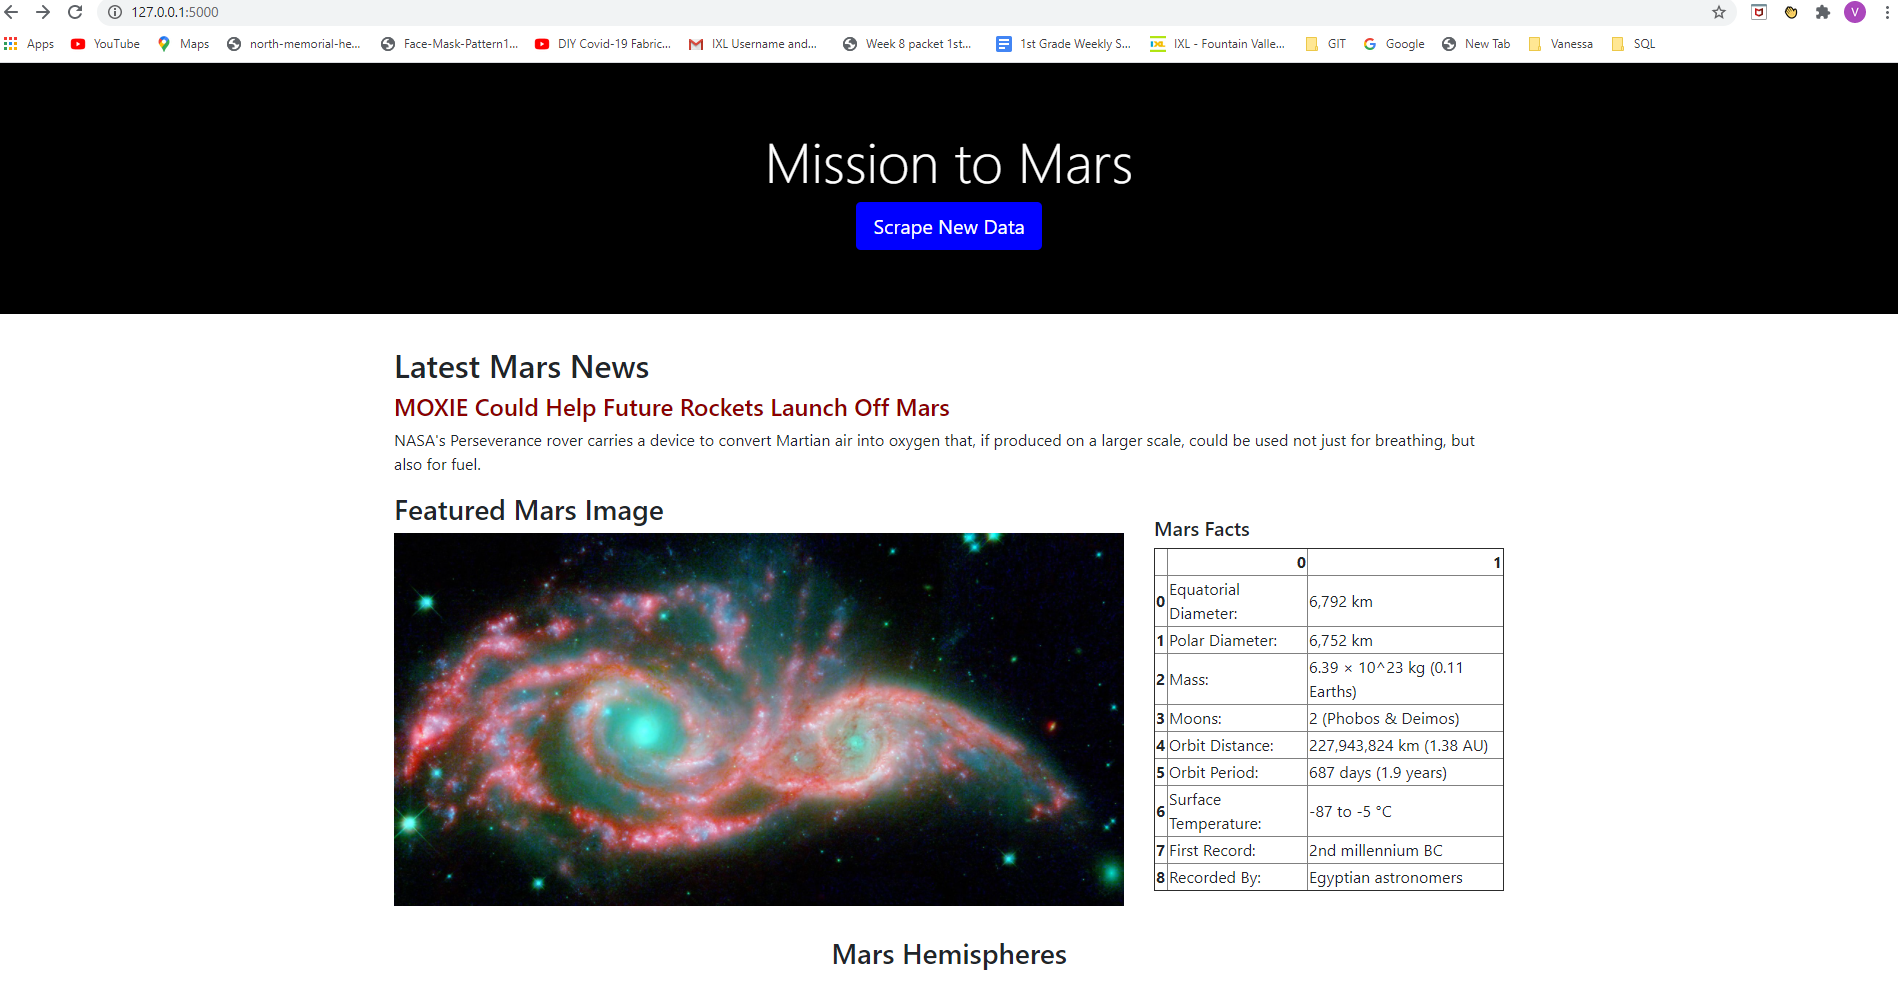 127.0.0.1:5000
V
Apps YouTube Maps north-memorial-he... Face-Mask-Pattern1... DIY Covid-19 Fabric... IXL Username and... Week 8 packet 1st... 1st Grade Weekly S... IXL - Fountain Valle... GIT Google New Tab Vanessa SQL
Mission to Mars
Scrape New Data
Latest Mars News
MOXIE Could Help Future Rockets Launch Off Mars
NASA's Perseverance rover carries a device to convert Martian air into oxygen that, if produced on a larger scale, could be used not just for breathing, but
also for fuel.
Featured Mars Image
Mars Facts
0 1
0 Equatorial Diameter: 6,792 km
1 Polar Diameter: 6,752 km
2 Mass: 6.39 × 10^23 kg (0.11 Earths)
3 Moons: 2 (Phobos & Deimos)
4 Orbit Distance: 227,943,824 km (1.38 AU)
5 Orbit Period: 687 days (1.9 years)
6 Surface Temperature: -87 to -5 °C
7 First Record: 2nd millennium BC
8 Recorded By: Egyptian astronomers
Mars Hemispheres